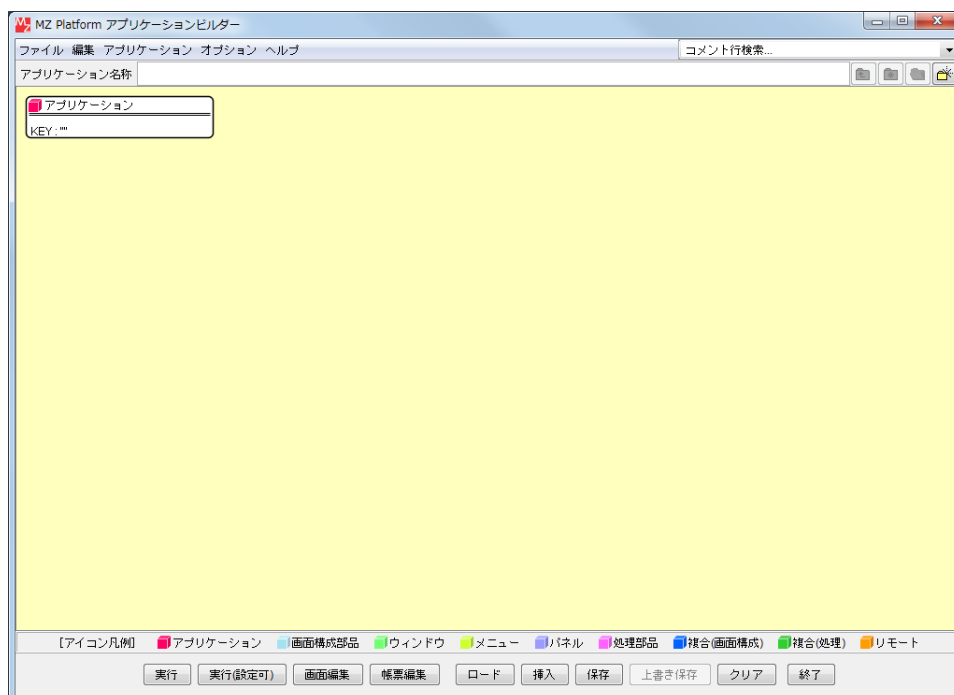 MZ Platform アプリケーションビルダー
ファイル 編集 アプリケーション オプション ヘルプ コメント行検索...
アプリケーション名称
アプリケーション
KEY : ""
[アイコン凡例] アプリケーション 画面構成部品 ウィンドウ メニュー パネル 処理部品 複合(画面構成) 複合(処理) リモート
実行 実行(設定可) 画面編集 帳票編集 ロード 挿入 保存 上書き保存 クリア 終了